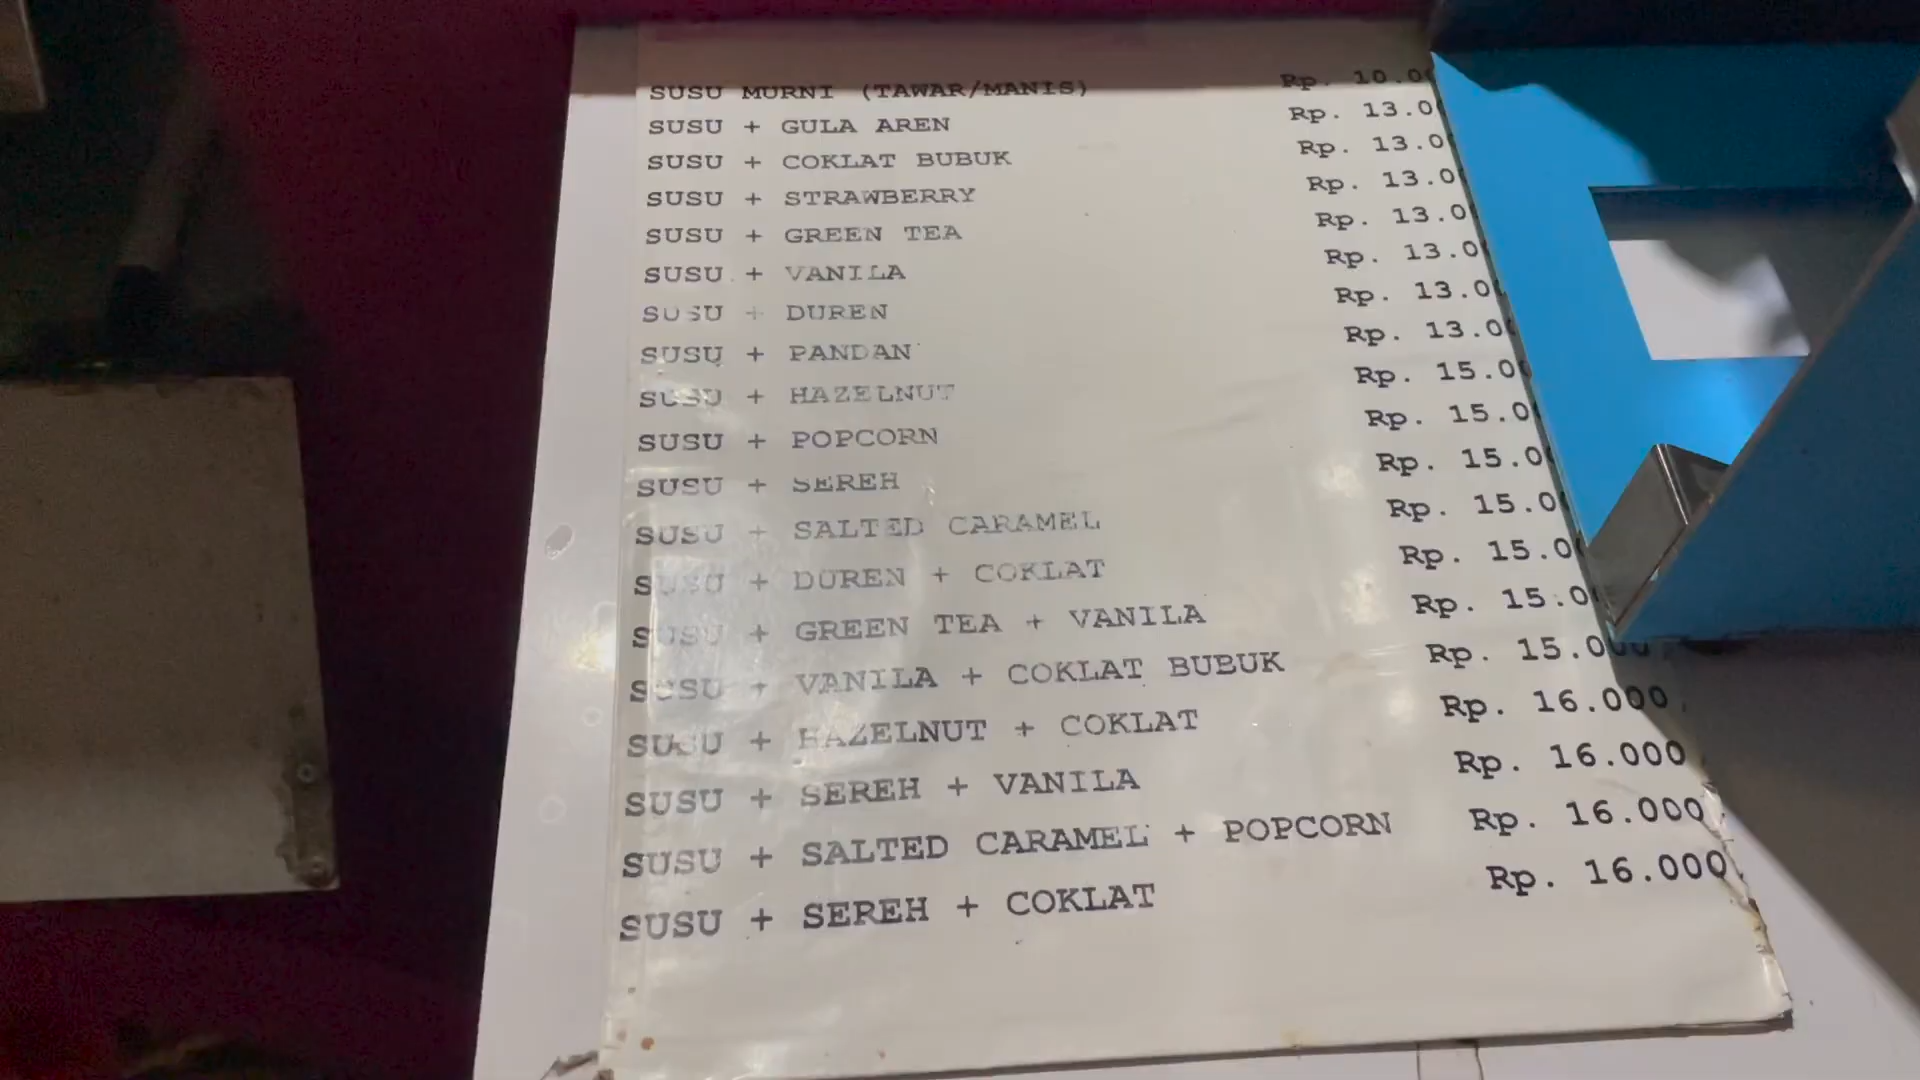 SUSU MURNI (TAWAR/MANIS) Rp. 10.00
SUSU + GULA AREN Rp. 13.0
SUSU + COKLAT BUBUK Rp. 13.0
SUSU + STRAWBERRY Rp. 13.0
SUSU + GREEN TEA Rp. 13.0
SUSU + VANILA Rp. 13.0
SUSU + DUREN Rp. 13.0
SUSU + PANDAN Rp. 13.0
SUSU + HAZELNUT Rp. 15.0
SUSU + POPCORN Rp. 15.0
SUSU + SEREH Rp. 15.0
SUSU + SALTED CARAMEL Rp. 15.0
SUSU + DUREN + COKLAT Rp. 15.0
SUSU + GREEN TEA + VANILA Rp. 15.0
SUSU + VANILA + COKLAT BUBUK Rp. 15.000
SUSU + HAZELNUT + COKLAT Rp. 16.000
SUSU + SEREH + VANILA Rp. 16.000
SUSU + SALTED CARAMEL + POPCORN Rp. 16.000
SUSU + SEREH + COKLAT Rp. 16.000